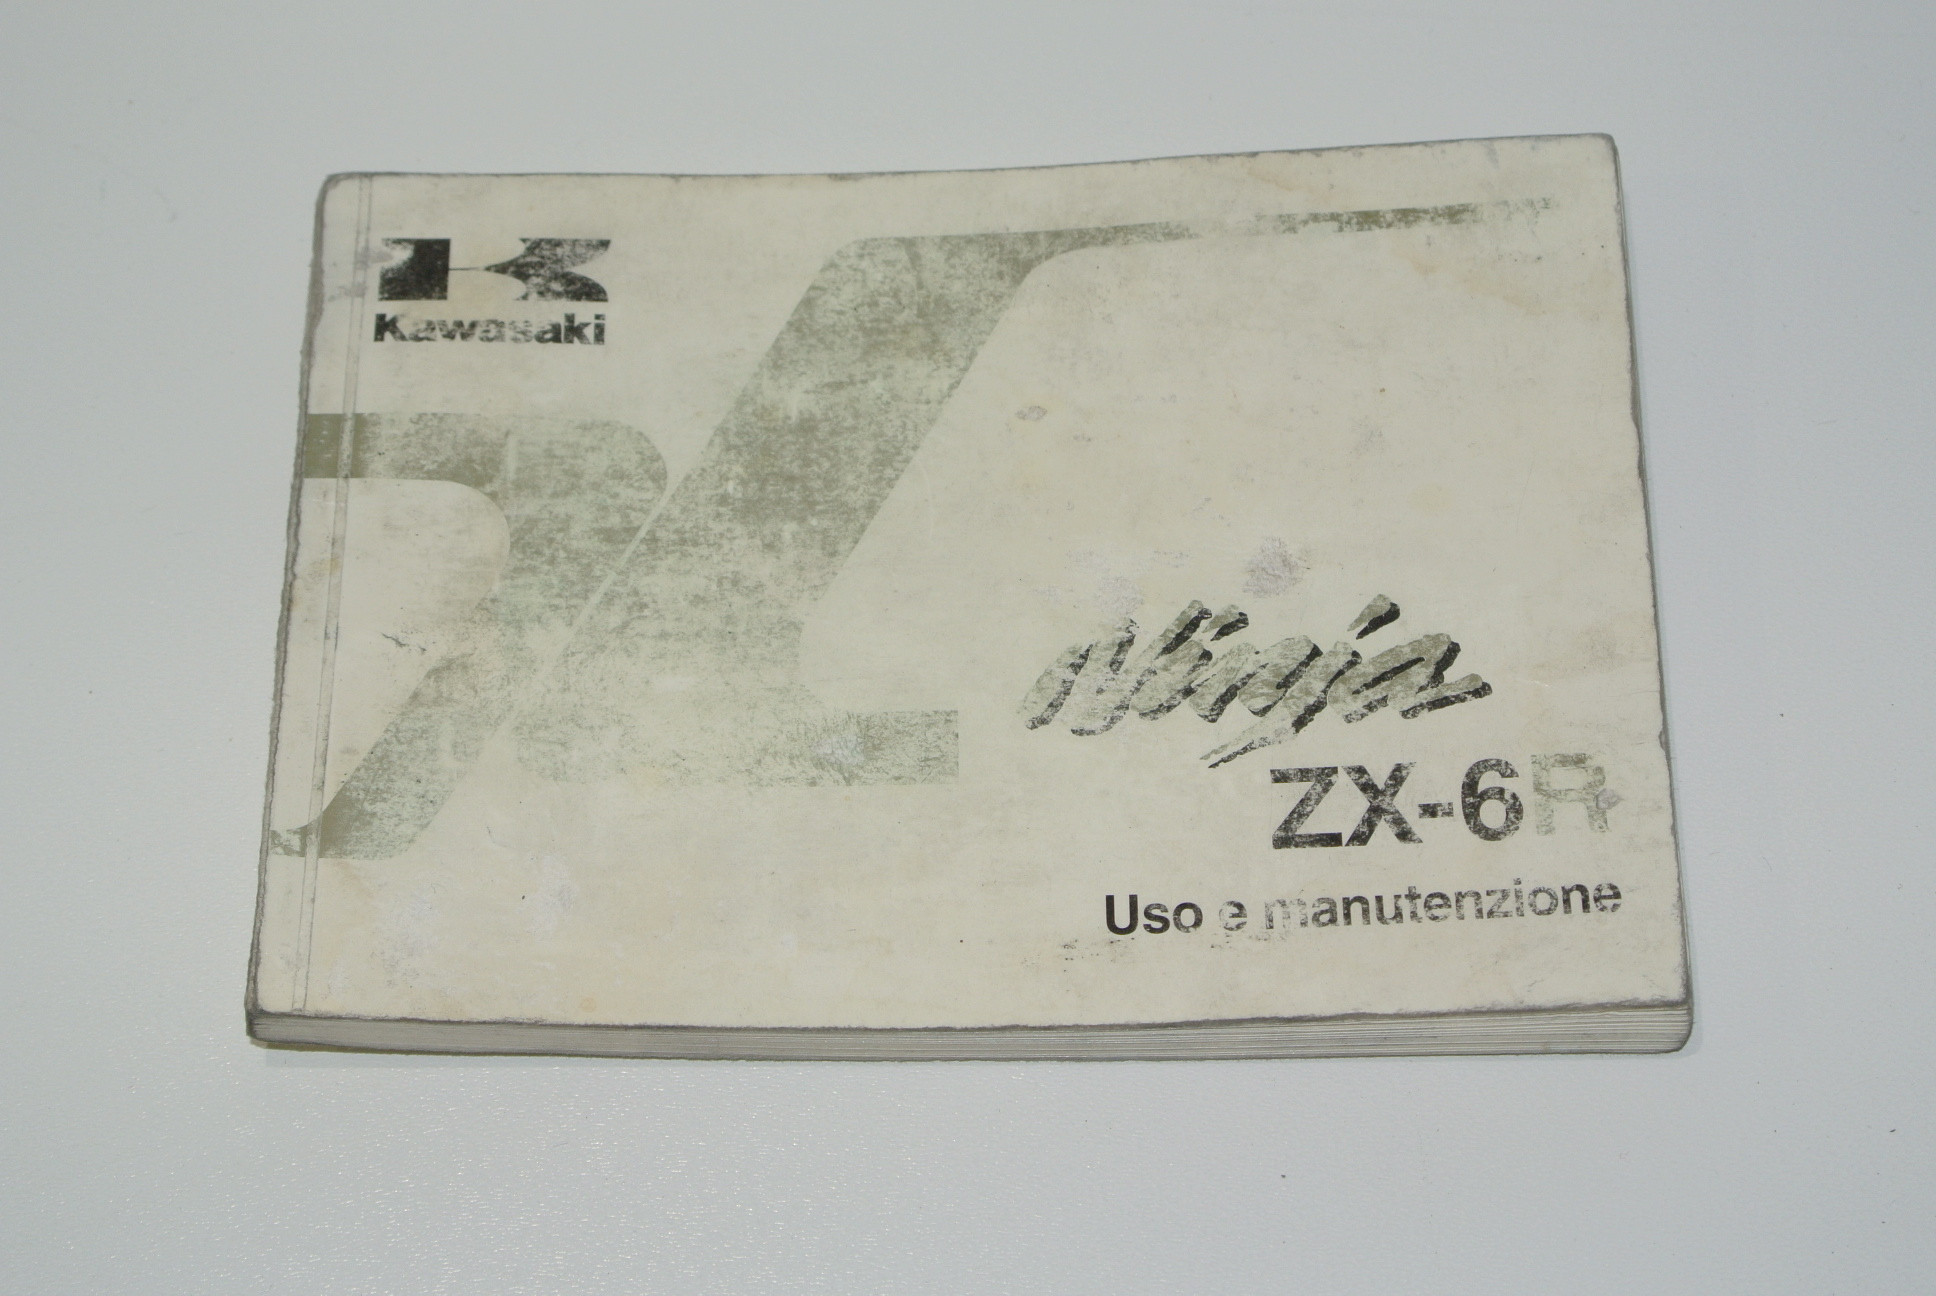 Kawasaki
Ninja
ZX-6R
Uso e manutenzione